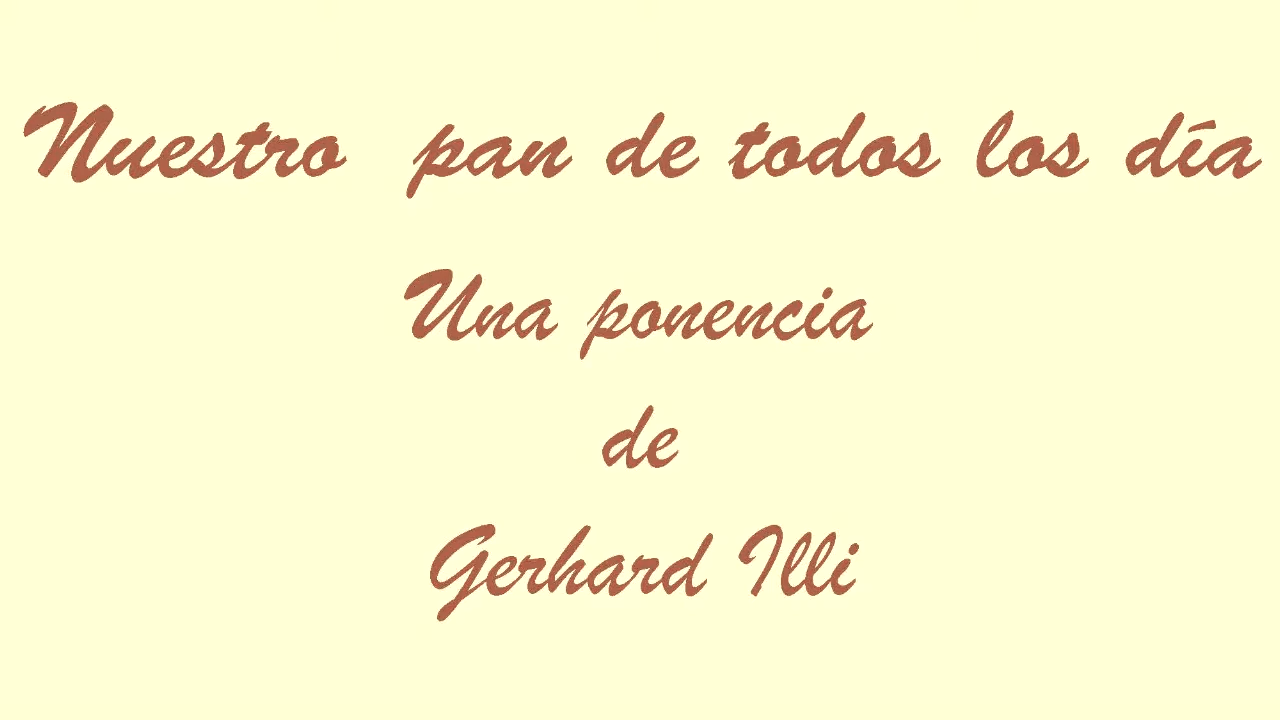 Nuestro pan de todos los día
Una ponencia
de
Gerhard Illi